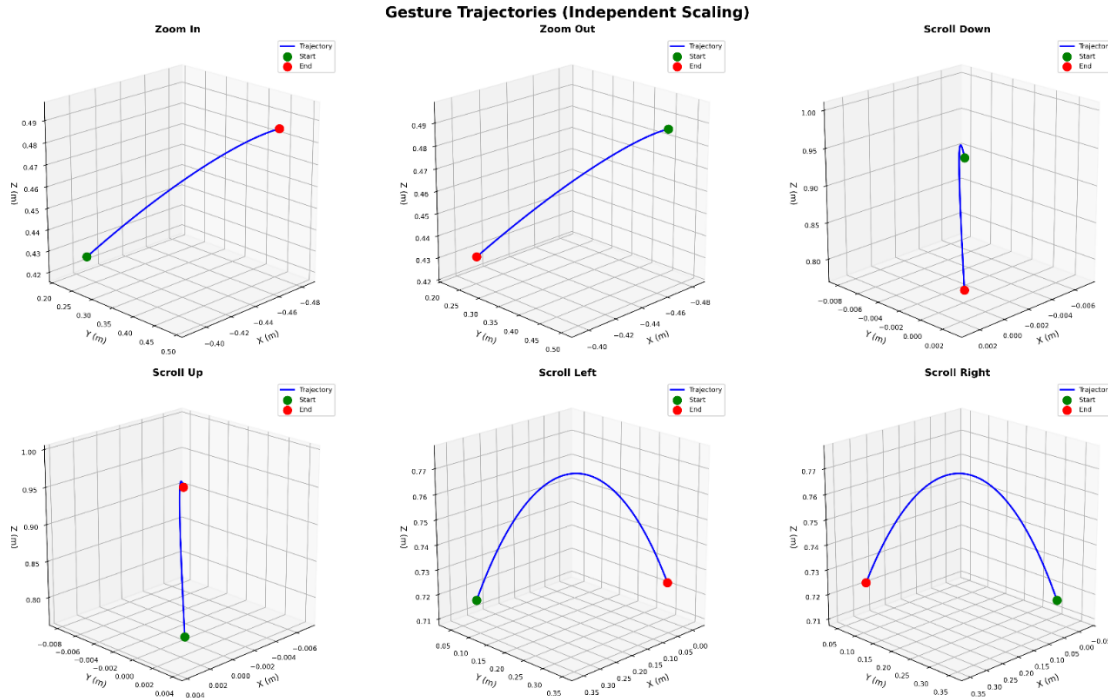 Gesture Trajectories (Independent Scaling)
Zoom In
Trajectory
Start
End
0.49
0.48
0.47
0.46
0.45
0.44
0.43
0.42
Z (m)
0.20
0.25
0.30
0.35
0.40
0.45
0.50
Y (m)
−0.40
−0.42
−0.44
−0.46
−0.48
X (m)
Zoom Out
Trajectory
Start
End
0.49
0.48
0.47
0.46
0.45
0.44
0.43
0.42
Z (m)
0.20
0.25
0.30
0.35
0.40
0.45
0.50
Y (m)
−0.40
−0.42
−0.44
−0.46
−0.48
X (m)
Scroll Down
Trajectory
Start
End
1.00
0.95
0.90
0.85
0.80
Z (m)
−0.008
−0.006
−0.004
−0.002
0.000
0.002
Y (m)
0.002
0.000
−0.002
−0.004
−0.006
X (m)
Scroll Up
Trajectory
Start
End
1.00
0.95
0.90
0.85
0.80
Z (m)
−0.008
−0.006
−0.004
−0.002
0.000
0.002
0.004
Y (m)
0.004
0.002
0.000
−0.002
−0.004
−0.006
X (m)
Scroll Left
Trajectory
Start
End
0.77
0.76
0.75
0.74
0.73
0.72
0.71
Z (m)
0.05
0.10
0.15
0.20
0.25
0.30
0.35
Y (m)
0.35
0.30
0.25
0.20
0.15
0.10
0.05
0.00
X (m)
Scroll Right
Trajectory
Start
End
0.77
0.76
0.75
0.74
0.73
0.72
0.71
Z (m)
0.05
0.10
0.15
0.20
0.25
0.30
0.35
Y (m)
0.35
0.30
0.25
0.20
0.15
0.10
0.05
0.00
X (m)